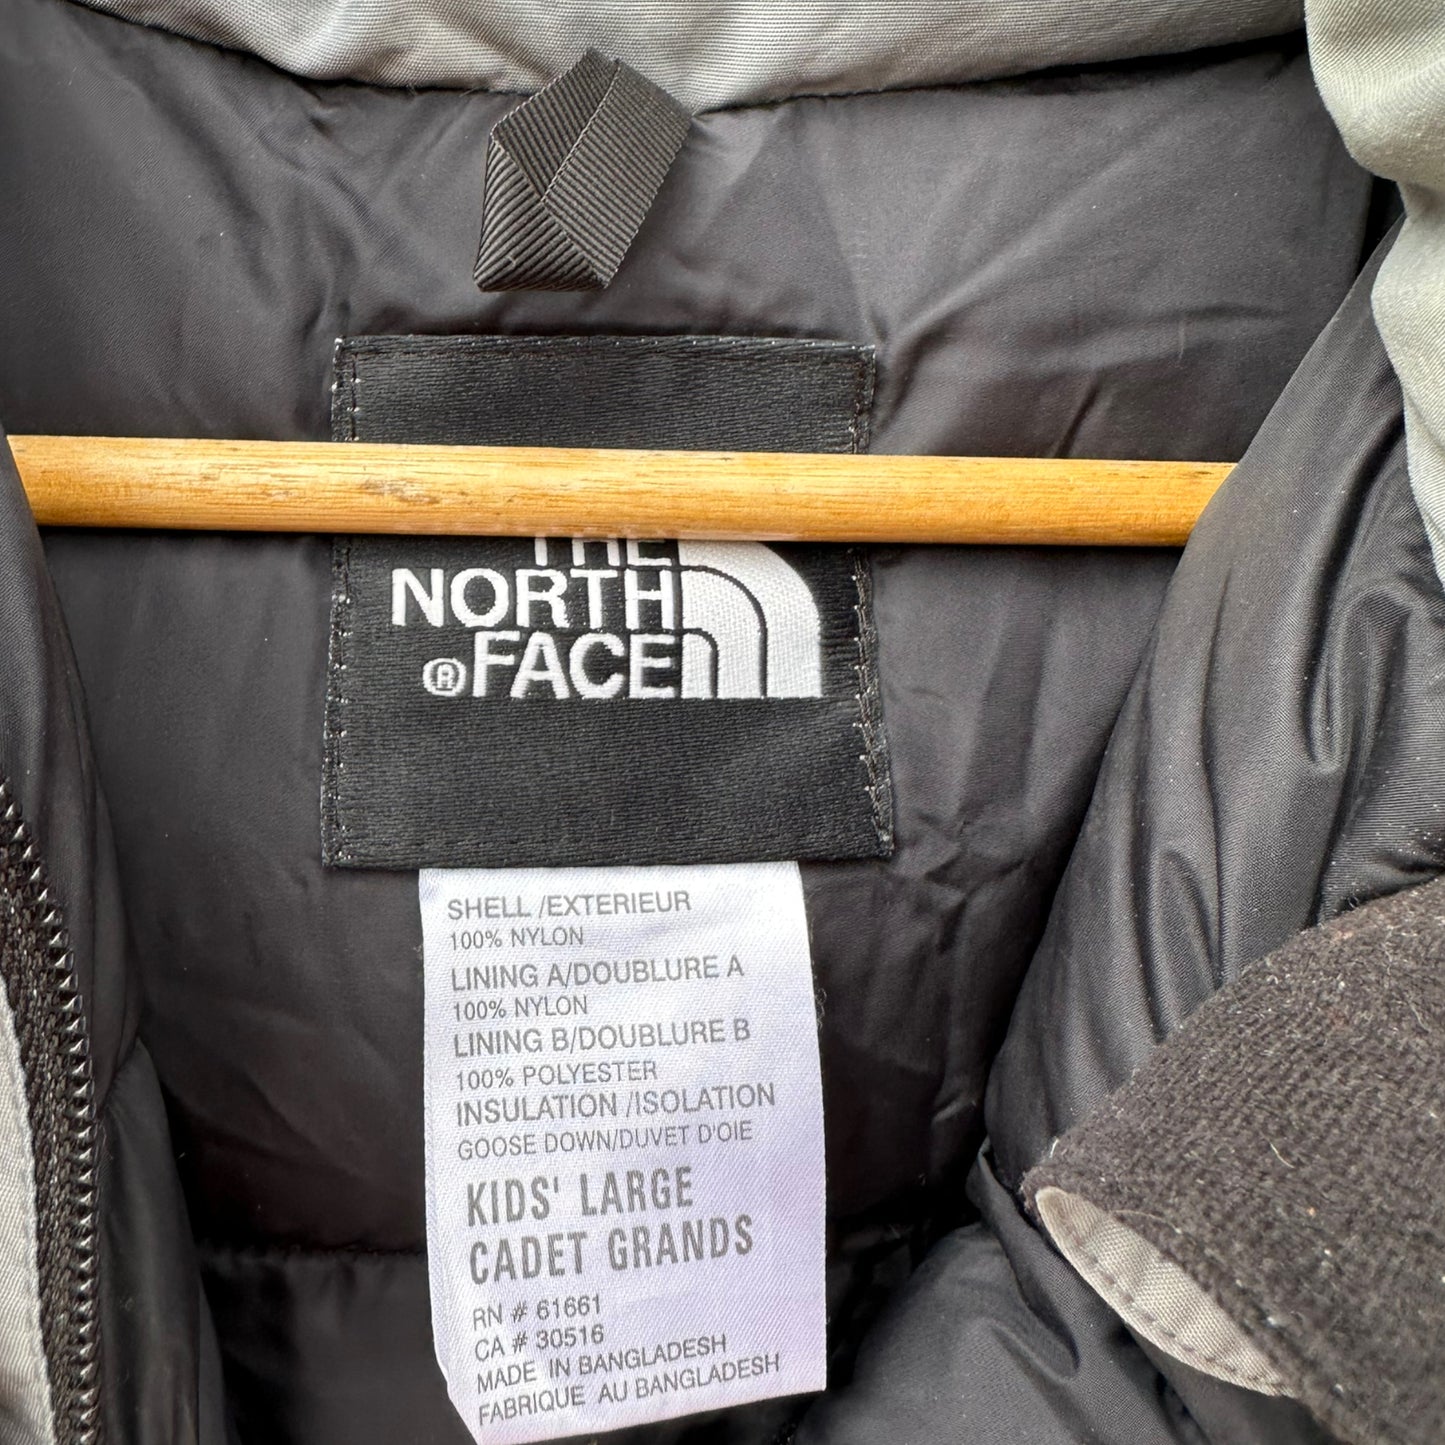 THE
NORTH
®FACE
SHELL /EXTERIEUR
100% NYLON
LINING A/DOUBLURE A
100% NYLON
LINING B/DOUBLURE B
100% POLYESTER
INSULATION /ISOLATION
GOOSE DOWN/DUVET D'OIE
KIDS' LARGE
CADET GRANDS
RN # 61661
CA # 30516
MADE IN BANGLADESH
FABRIQUE AU BANGLADESH